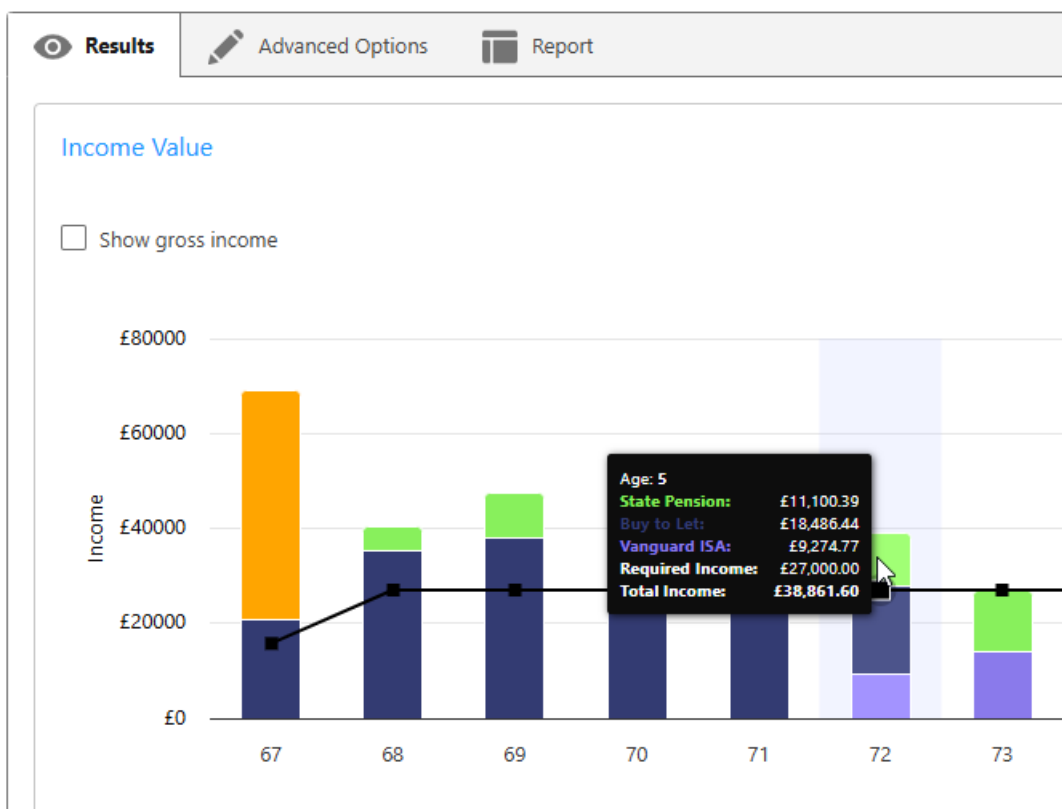 Results Advanced Options Report
Income Value
Show gross income
£80000
£60000
£40000
£20000
£0
Income
Age: 5
State Pension: £11,100.39
Buy to Let: £18,486.44
Vanguard ISA: £9,274.77
Required Income: £27,000.00
Total Income: £38,861.60
67 68 69 70 71 72 73